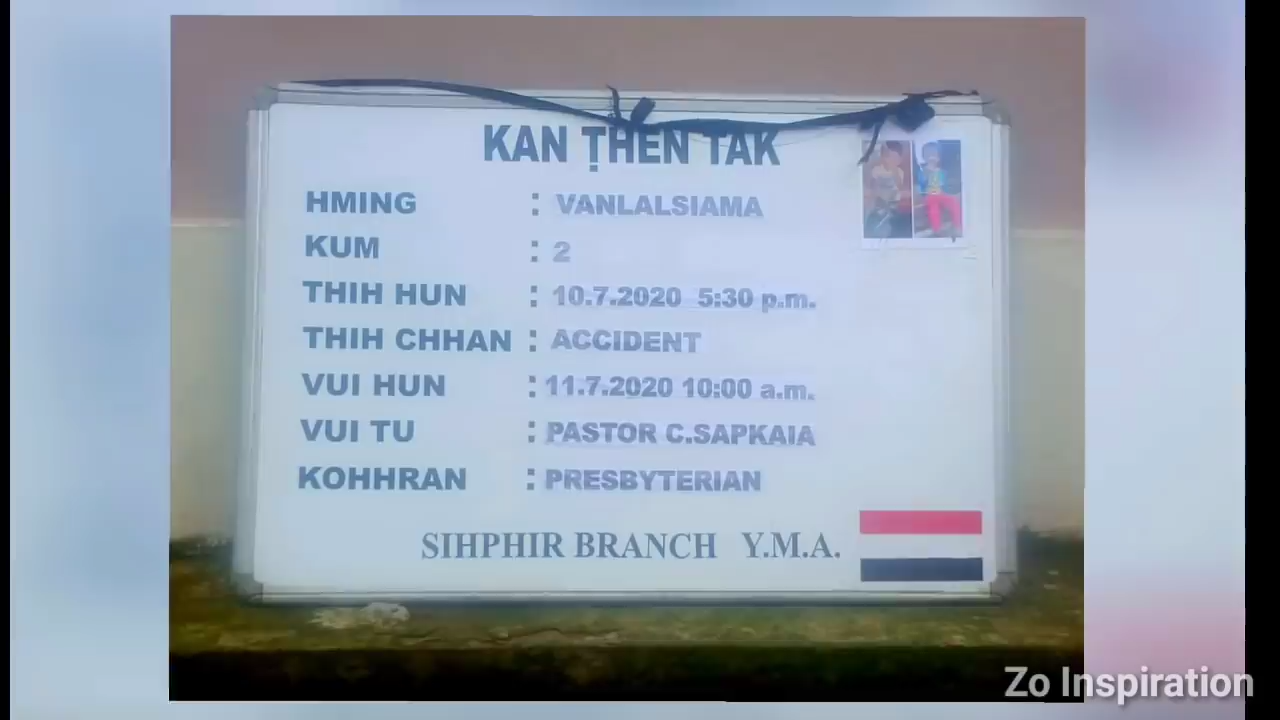 KAN ṬHEN TAK
HMING : VANLALSIAMA
KUM : 2
THIH HUN : 10.7.2020 5:30 p.m.
THIH CHHAN : ACCIDENT
VUI HUN : 11.7.2020 10:00 a.m.
VUI TU : PASTOR C.SAPKAIA
KOHHRAN : PRESBYTERIAN
SIHPHIR BRANCH Y.M.A.
Zo Inspiration